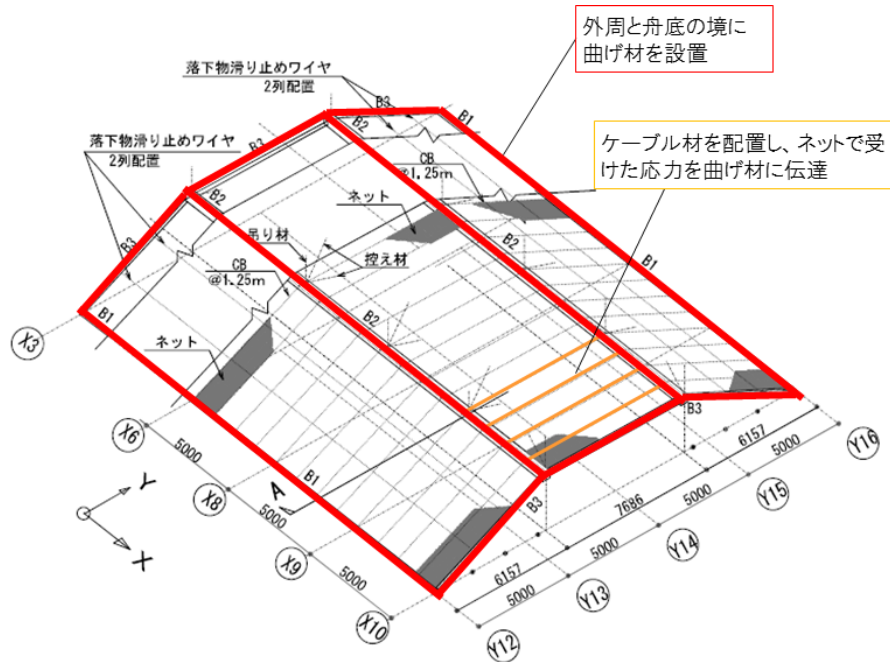 外周と舟底の境に
曲げ材を設置
落下物滑り止めワイヤ
2列配置
B3
B1
落下物滑り止めワイヤ
2列配置
B3
B2
ケーブル材を配置し、ネットで受
けた応力を曲げ材に伝達
CB
@1.25m
ネット
B2
B3
吊り材
控え材
B2
B1
CB
@1.25m
B1
B2
X3
ネット
X6
B3
6157
Y16
5000
B1
A
5000
Y15
X8
7686
5000
Y14
Y
5000
B3
5000
X
X9
6157
Y13
5000
5000
X10
Y12